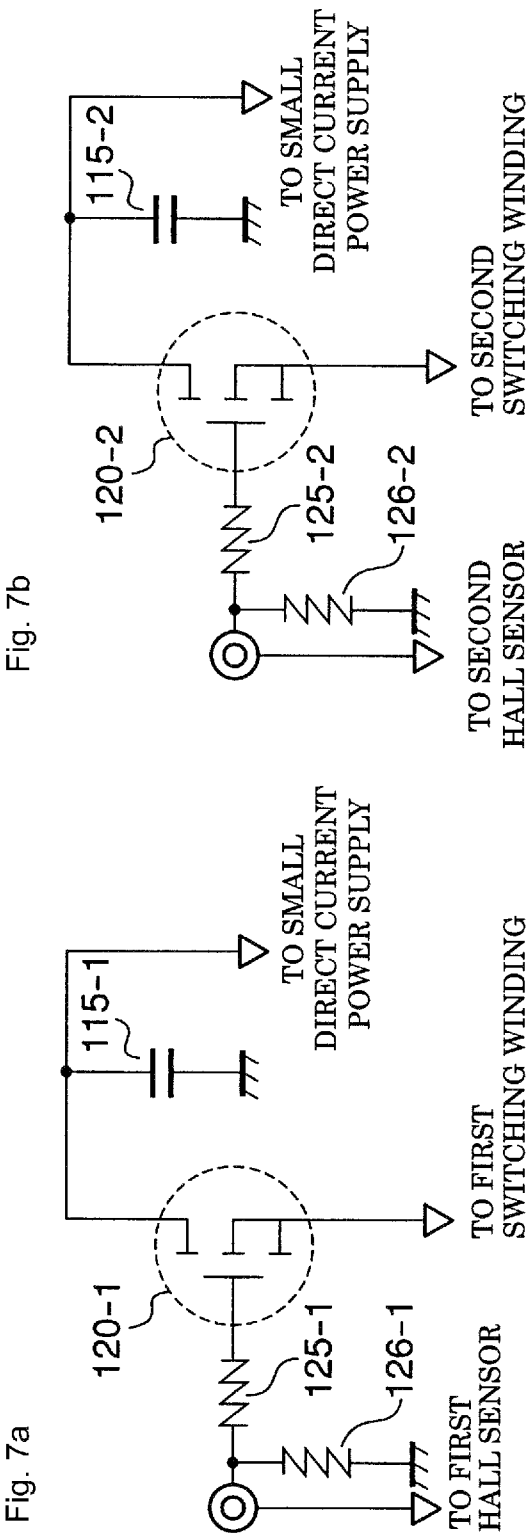 Fig. 7a
120-1
115-1
125-1
126-1
TO FIRST
HALL SENSOR
TO FIRST
SWITCHING WINDING
TO SMALL
DIRECT CURRENT
POWER SUPPLY
Fig. 7b
120-2
115-2
125-2
126-2
TO SECOND
HALL SENSOR
TO SECOND
SWITCHING WINDING
TO SMALL
DIRECT CURRENT
POWER SUPPLY